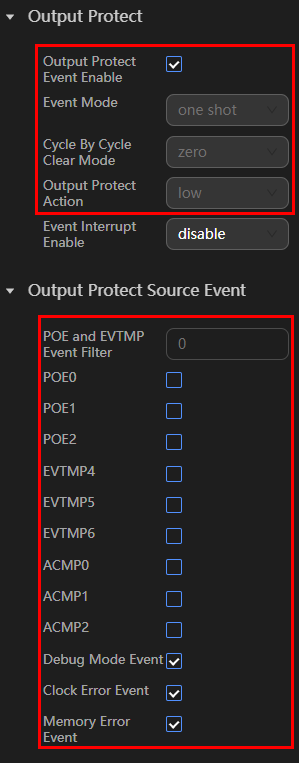 Output Protect
Output Protect
Event Enable
Event Mode
one shot
Cycle By Cycle
Clear Mode
zero
Output Protect
Action
low
Event Interrupt
Enable
disable
Output Protect Source Event
POE and EVTMP
Event Filter
0
POE0
POE1
POE2
EVTMP4
EVTMP5
EVTMP6
ACMP0
ACMP1
ACMP2
Debug Mode Event
Clock Error Event
Memory Error
Event